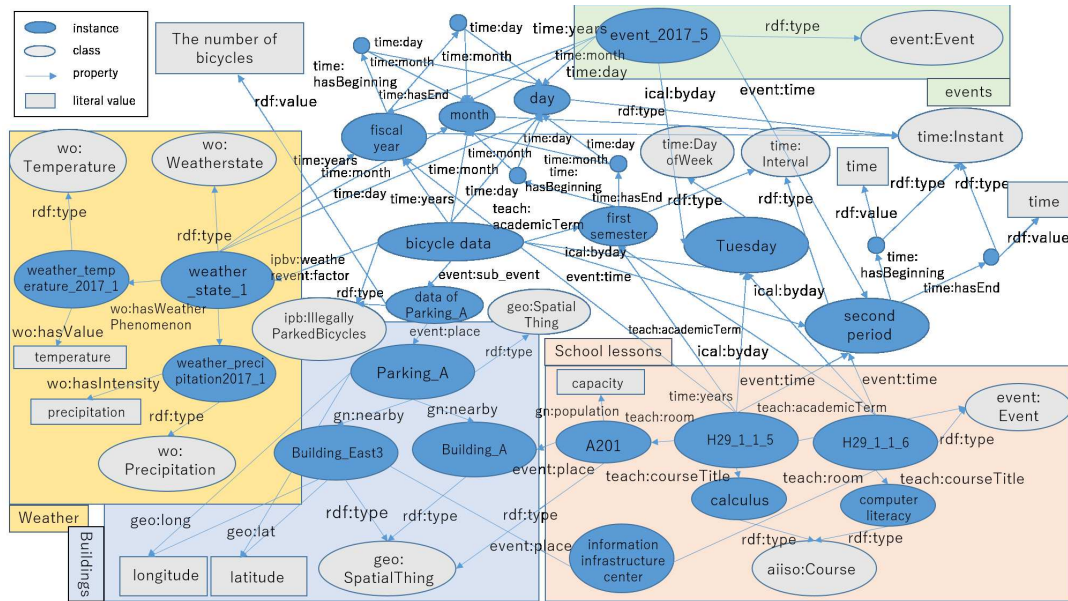 instance
class
property
literal value
The number of
bicycles
time:day
time:day
time:years
event_2017_5
rdf:type
event:Event
events
time:month
time:month
time:month
time:day
time:
hasBeginning
time:hasEnd
rdf:value
ical:byday
event:time
rdf:type
fiscal
year
month
day
time:Day
ofWeek
time:
Interval
time:Instant
time:day
time:month
time:day
time:month
time:
hasBeginning
time:hasEnd
time:years
time:month
time:day
time:day
time:years
teach:
academicTerm
rdf:type
rdf:type
rdf:type
rdf:type
time
time
rdf:value
rdf:value
time:
hasBeginning
time:hasEnd
wo:
Temperature
wo:
Weatherstate
rdf:type
rdf:type
weather_temp
erature_2017_1
weather
_state_1
wo:hasValue
wo:hasWeather
Phenomenon
temperature
weather_preci
pitation2017_1
wo:hasIntensity
precipitation
rdf:type
wo:
Precipitation
Weather
bicycle data
ipbv:weathe
revent:factor
event:sub_event
first
semester
ical:byday
event:time
Tuesday
ical:byday
second
period
rdf:type
data of
Parking_A
ipb:Illegally
ParkedBicycles
geo:Spatial
Thing
event:place
rdf:type
Parking_A
gn:nearby
gn:nearby
Building_East3
Building_A
rdf:type
rdf:type
rdf:type
geo:long
geo:lat
longitude
latitude
geo:
SpatialThing
Buildings
event:place
event:place
teach:academicTerm
ical:byday
School lessons
capacity
gn:population
time:years
teach:room
event:time
event:time
teach:academicTerm
A201
H29_1_1_5
H29_1_1_6
event:
Event
rdf:type
teach:courseTitle
teach:room
teach:courseTitle
calculus
computer
literacy
rdf:type
rdf:type
information
infrastructure
center
aiiso:Course